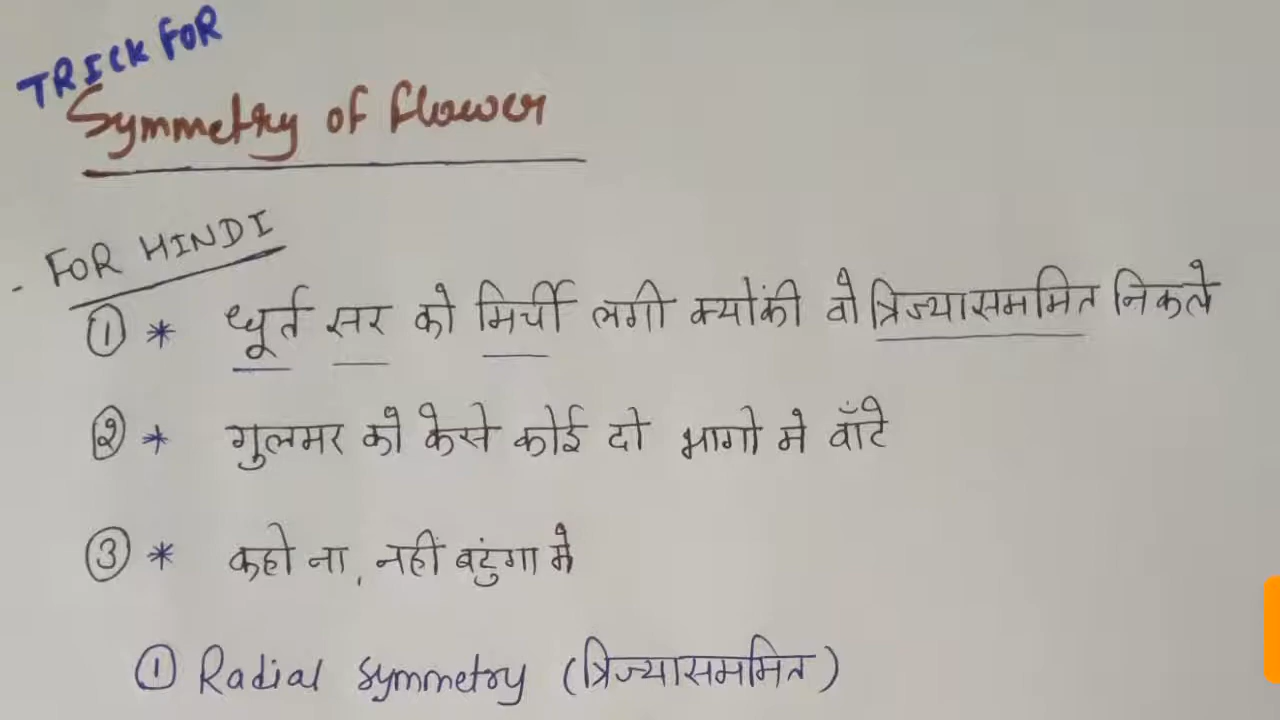 TRICK FOR
Symmetry of flower
FOR HINDI
① * धूर्त सर को मिर्ची लगी क्योंकी वो त्रिज्यासममित निकले
② * गुलमर को केसे कोई दो भागो मे बाँटे
③ * कहो ना, नहीं बटुंगा मे
① Radial symmetry (त्रिज्यासममित)